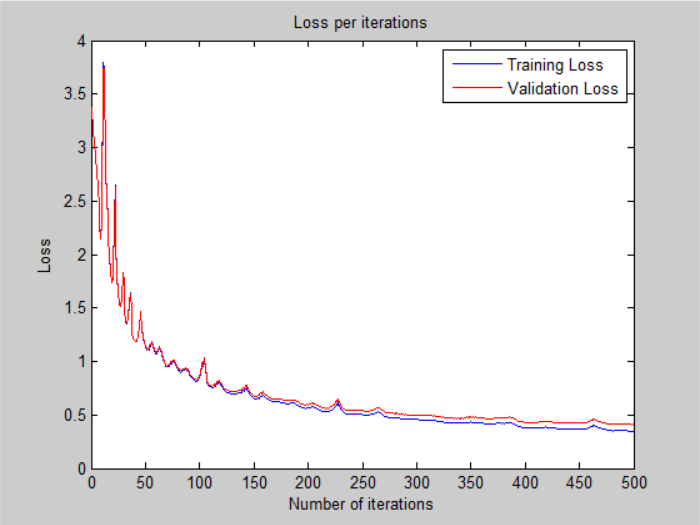 Loss per iterations
4
3.5
3
2.5
2
1.5
1
0.5
0
Loss
Training Loss
Validation Loss
0 50 100 150 200 250 300 350 400 450 500
Number of iterations